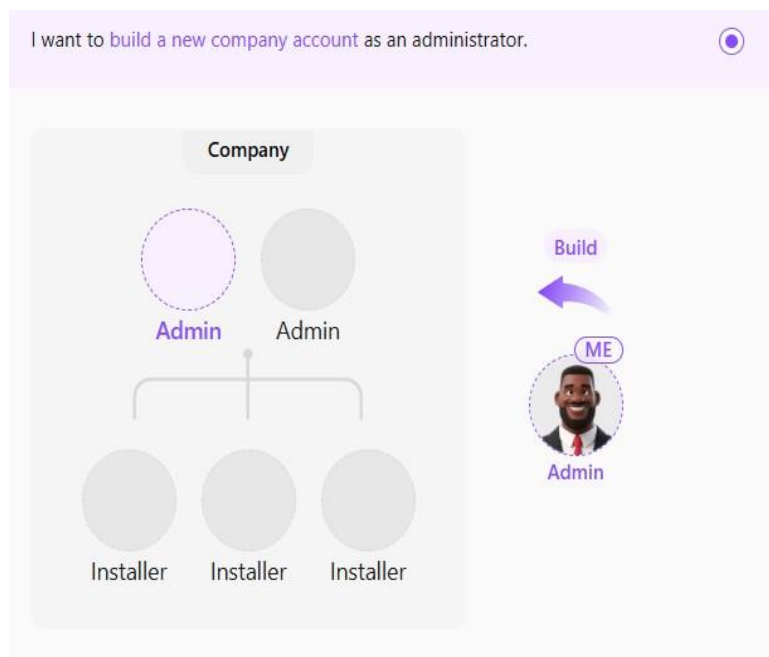 I want to build a new company account as an administrator.
Company
Build
ME
Admin
Admin Admin
Installer Installer Installer